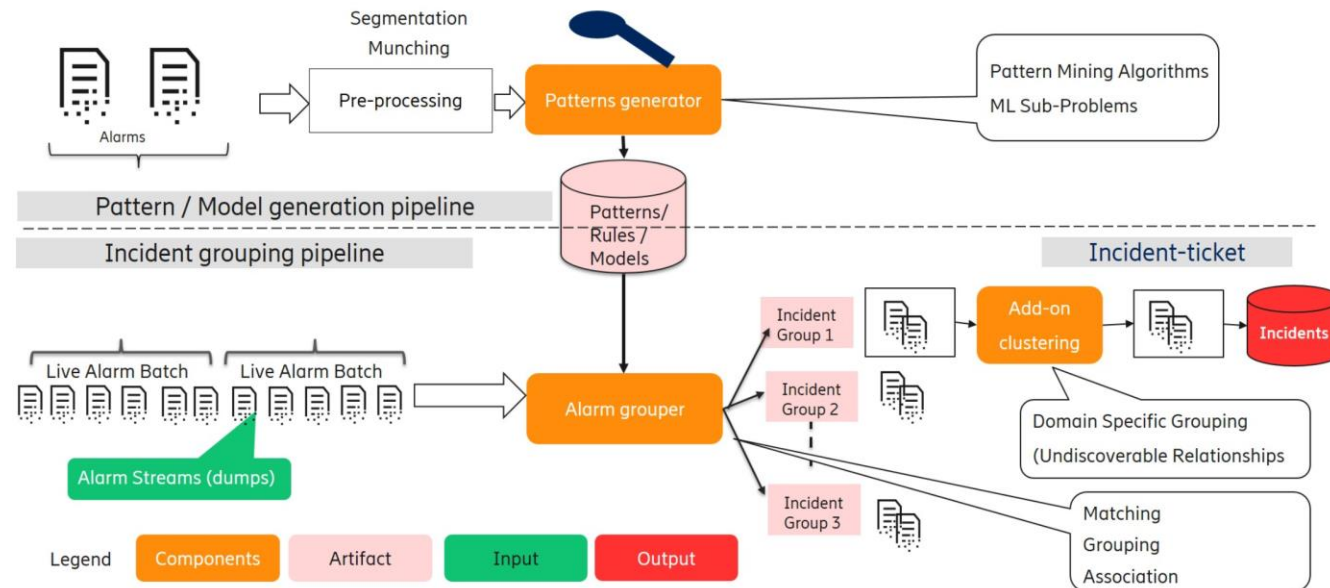 Segmentation
Munching
Alarms
Pre-processing
Patterns generator
Pattern Mining Algorithms
ML Sub-Problems
Pattern / Model generation pipeline
Patterns/
Rules /
Models
Incident grouping pipeline
Incident-ticket
Live Alarm Batch
Live Alarm Batch
Alarm Streams (dumps)
Alarm grouper
Incident
Group 1
Incident
Group 2
Incident
Group 3
Add-on
clustering
Incidents
Domain Specific Grouping
(Undiscoverable Relationships
Matching
Grouping
Association
Legend
Components
Artifact
Input
Output